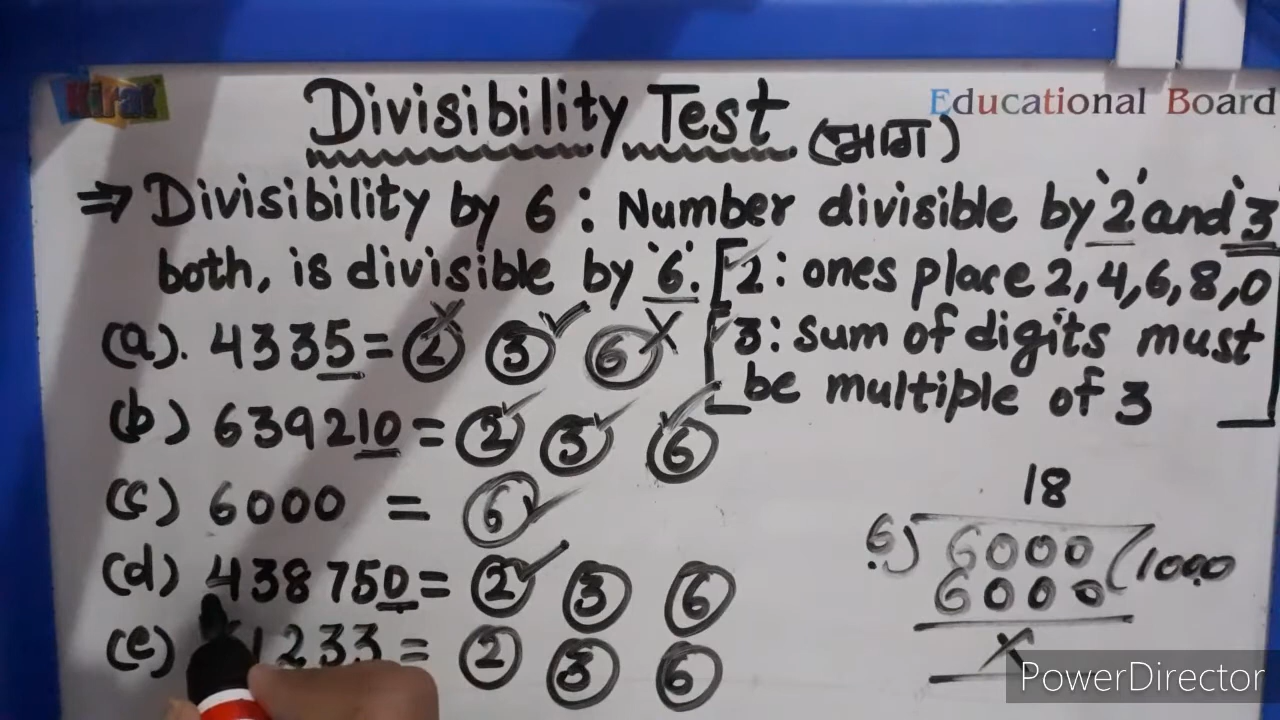 Kirat
Educational Board
Divisibility Test (भाग)
⇒ Divisibility by 6 : Number divisible by '2' and '3'
both, is divisible by '6'. [2: ones place 2, 4, 6, 8, 0
3: sum of digits must
be multiple of 3]
(a). 4335 = 2 3 6
(b) 639210 = 2 3 6
(c) 6000 = 6
(d) 438750 = 2 3 6
(e) 1233 = 2 3 6
18
6) 6000 (1000
6000
x
PowerDirector